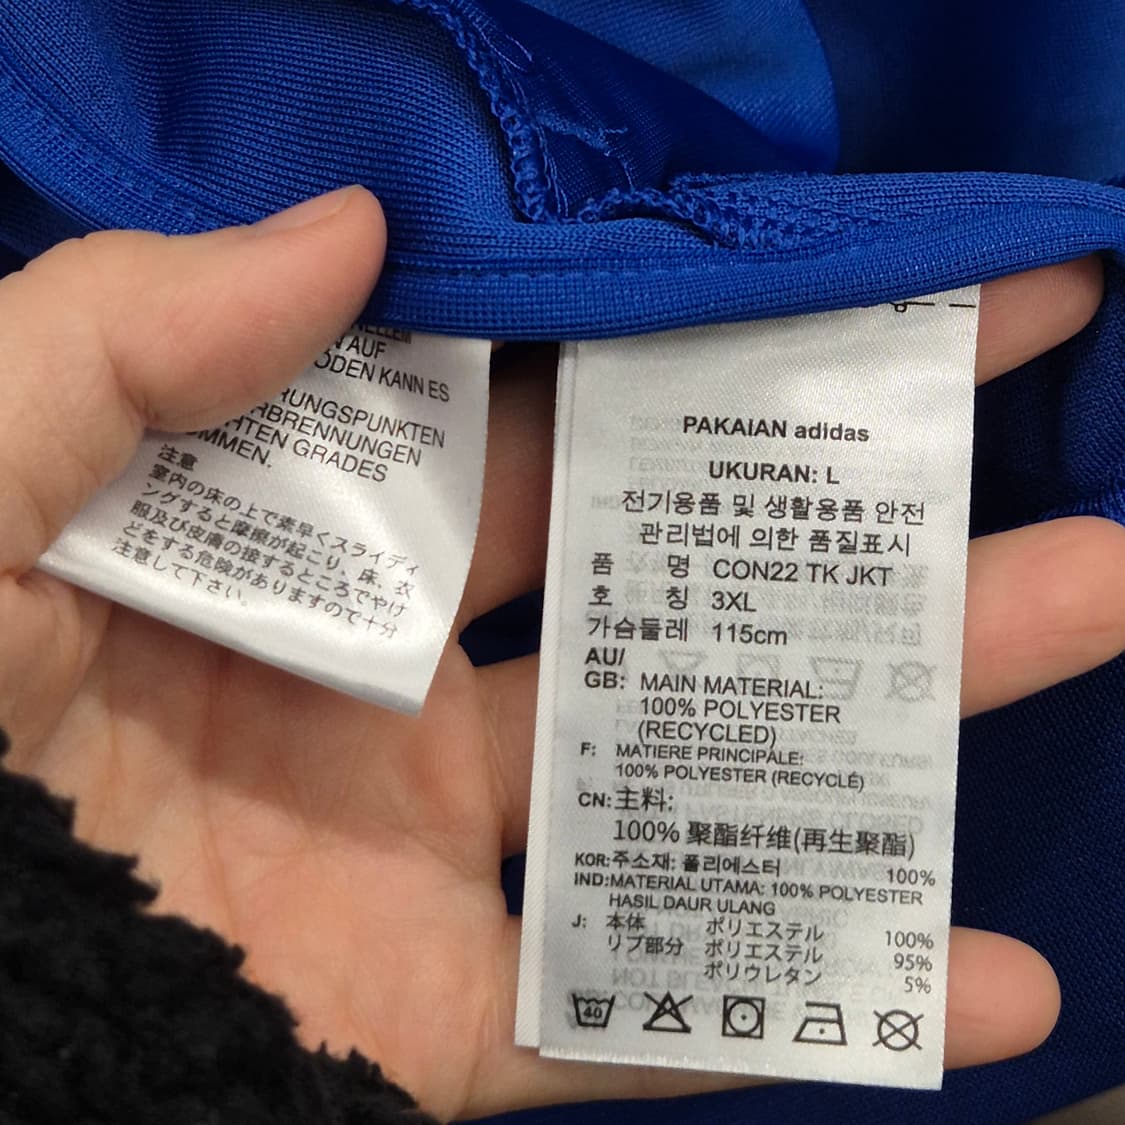 AUF
ÖDEN KANN ES
RUNGSPUNKTEN
RBRENNUNGEN
HTEN GRADES
MMEN.
注意
室内の床の上で素早くスライディ
ングすると摩擦が起こり、床、衣
服及び皮膚の接するところでやけ
どをする危険がありますので十分
注意して下さい。
PAKAIAN adidas
UKURAN: L
전기용품 및 생활용품 안전
관리법에 의한 품질표시
품 명 CON22 TK JKT
호 칭 3XL
가슴둘레 115cm
AU/
GB: MAIN MATERIAL:
100% POLYESTER
(RECYCLED)
F: MATIERE PRINCIPALE:
100% POLYESTER (RECYCLÉ)
CN: 主料:
100% 聚酯纤维(再生聚酯)
KOR: 주소재: 폴리에스터 100%
IND: MATERIAL UTAMA: 100% POLYESTER
HASIL DAUR ULANG
J: 本体 ポリエステル 100%
リブ部分 ポリエステル 95%
ポリウレタン 5%
40